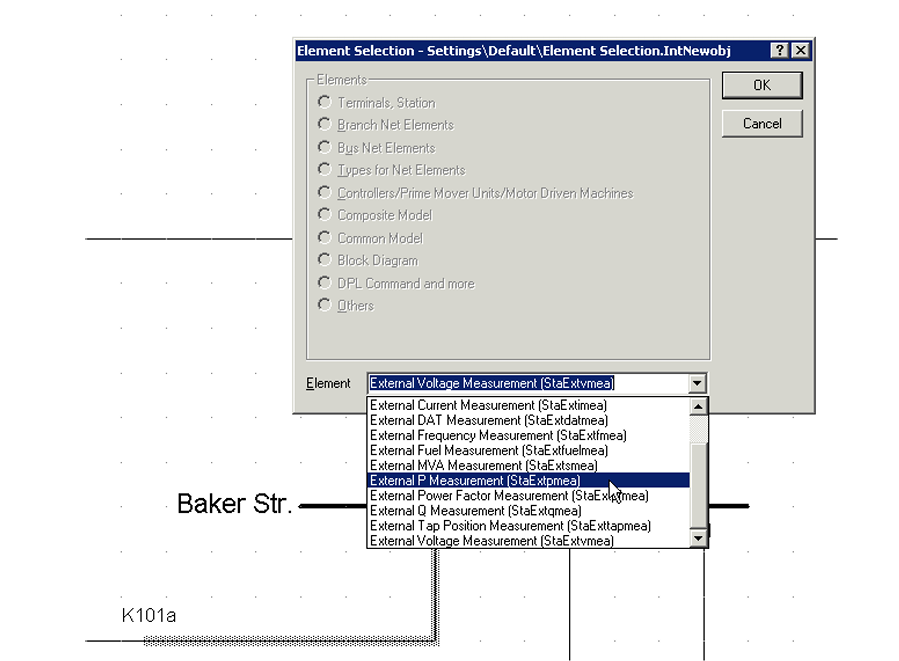 Element Selection - Settings\Default\Element Selection.IntNewobj
Elements
OK
Terminals, Station
Branch Net Elements
Cancel
Bus Net Elements
Types for Net Elements
Controllers/Prime Mover Units/Motor Driven Machines
Composite Model
Common Model
Block Diagram
DPL Command and more
Others
Element
External Voltage Measurement (StaExtvmea)
External Current Measurement (StaExtimea)
External DAT Measurement (StaExtdatmea)
External Frequency Measurement (StaExtfmea)
External Fuel Measurement (StaExtfuelmea)
External MVA Measurement (StaExtsmea)
External P Measurement (StaExtpmea)
External Power Factor Measurement
External Q Measurement (StaExtqmea)
External Tap Position Measurement (StaExttapmea)
External Voltage Measurement (StaExtvmea)
Baker Str.
K101a